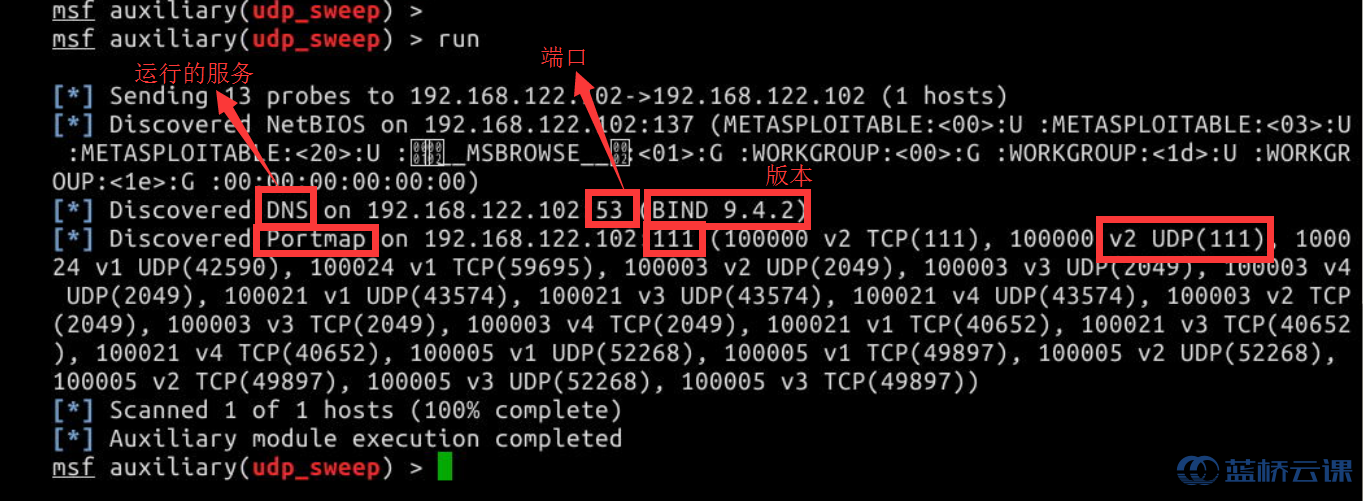 msf auxiliary(udp_sweep) >
msf auxiliary(udp_sweep) > run
端口
运行的服务
[*] Sending 13 probes to 192.168.122.102->192.168.122.102 (1 hosts)
[*] Discovered NetBIOS on 192.168.122.102:137 (METASPLOITABLE:<00>:U :METASPLOITABLE:<03>:U
:METASPLOITABLE:<20>:U :__MSBROWSE__:<01>:G :WORKGROUP:<00>:G :WORKGROUP:<1d>:U :WORKGR
OUP:<1e>:G :00:00:00:00:00:00)
版本
[*] Discovered DNS on 192.168.122.102:53 (BIND 9.4.2)
[*] Discovered Portmap on 192.168.122.102:111 (100000 v2 TCP(111), 100000 v2 UDP(111), 1000
24 v1 UDP(42590), 100024 v1 TCP(59695), 100003 v2 UDP(2049), 100003 v3 UDP(2049), 100003 v4
UDP(2049), 100021 v1 UDP(43574), 100021 v3 UDP(43574), 100021 v4 UDP(43574), 100003 v2 TCP
(2049), 100003 v3 TCP(2049), 100003 v4 TCP(2049), 100021 v1 TCP(40652), 100021 v3 TCP(40652
), 100021 v4 TCP(40652), 100005 v1 UDP(52268), 100005 v1 TCP(49897), 100005 v2 UDP(52268),
100005 v2 TCP(49897), 100005 v3 UDP(52268), 100005 v3 TCP(49897))
[*] Scanned 1 of 1 hosts (100% complete)
[*] Auxiliary module execution completed
msf auxiliary(udp_sweep) >
蓝桥云课